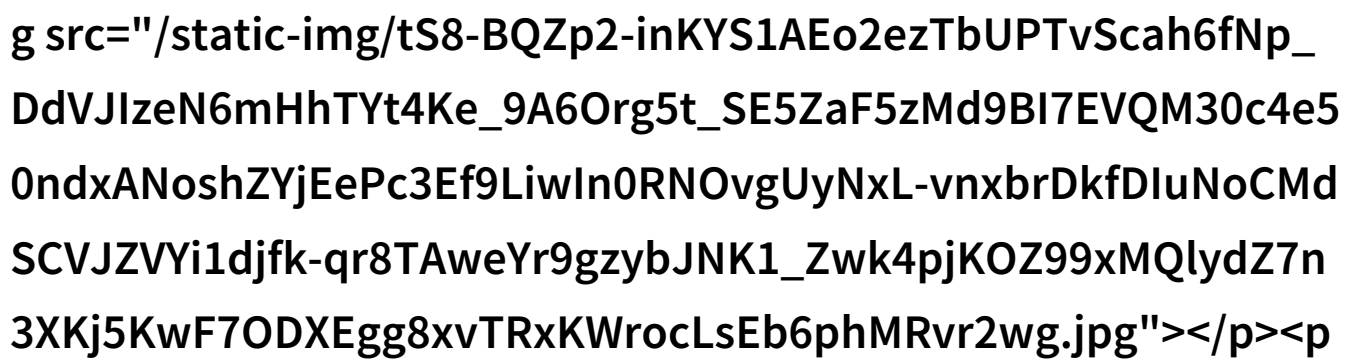 g src="/static-img/tS8-BQZp2-inKYS1AEo2ezTbUPTvScah6fNp_
DdVJIzeN6mHhTYt4Ke_9A6Org5t_SE5ZaF5zMd9BI7EVQM30c4e5
0ndxANoshZYjEePc3Ef9LiwIn0RNOvgUyNxL-vnxbrDkfDIuNoCMd
SCVJZVYi1djfk-qr8TAweYr9gzybJNK1_Zwk4pjKOZ99xMQlydZ7n
3XKj5KwF7ODXEgg8xvTRxKWrocLsEb6phMRvr2wg.jpg"></p><p